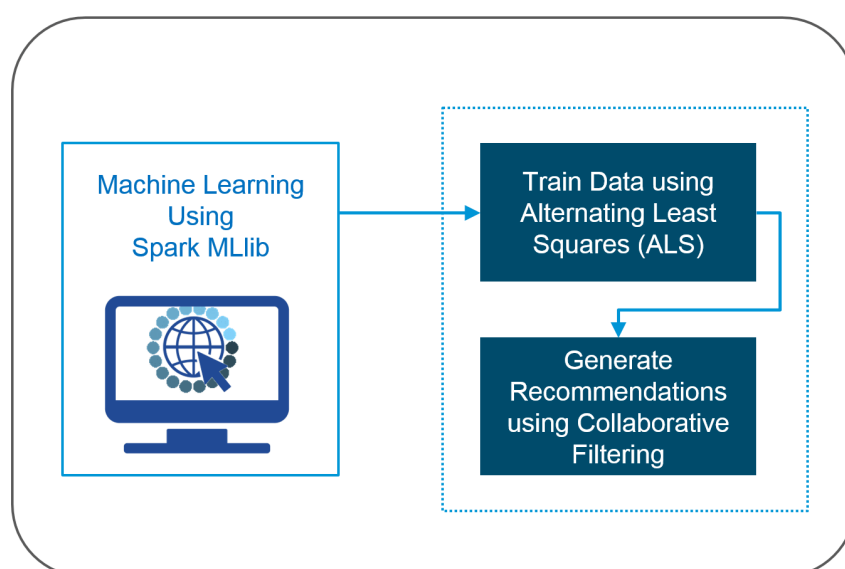 Machine Learning
Using
Spark MLlib
Train Data using
Alternating Least
Squares (ALS)
Generate
Recommendations
using Collaborative
Filtering